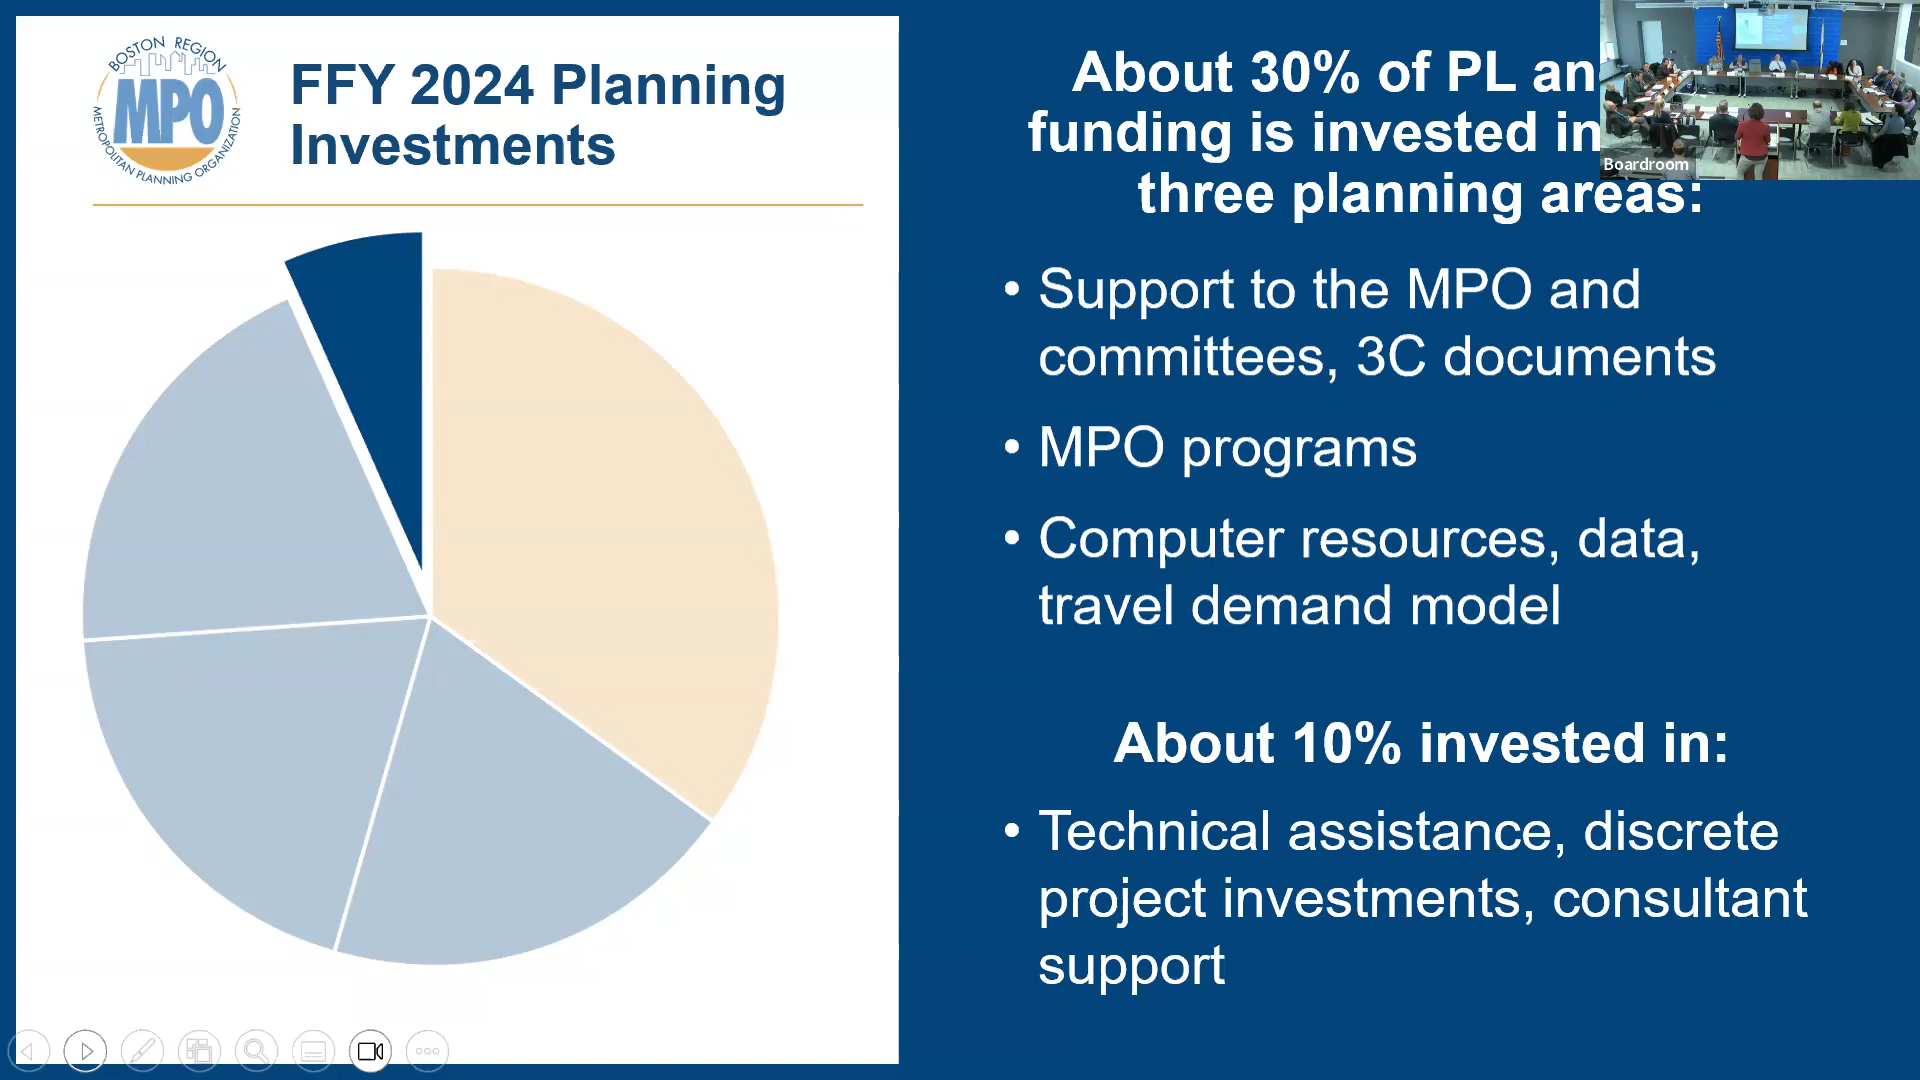 BOSTON REGION
MPO
METROPOLITAN PLANNING ORGANIZATION
FFY 2024 Planning
Investments
About 30% of PL an
funding is invested in
three planning areas:
• Support to the MPO and
committees, 3C documents
• MPO programs
• Computer resources, data,
travel demand model
About 10% invested in:
• Technical assistance, discrete
project investments, consultant
support
Boardroom